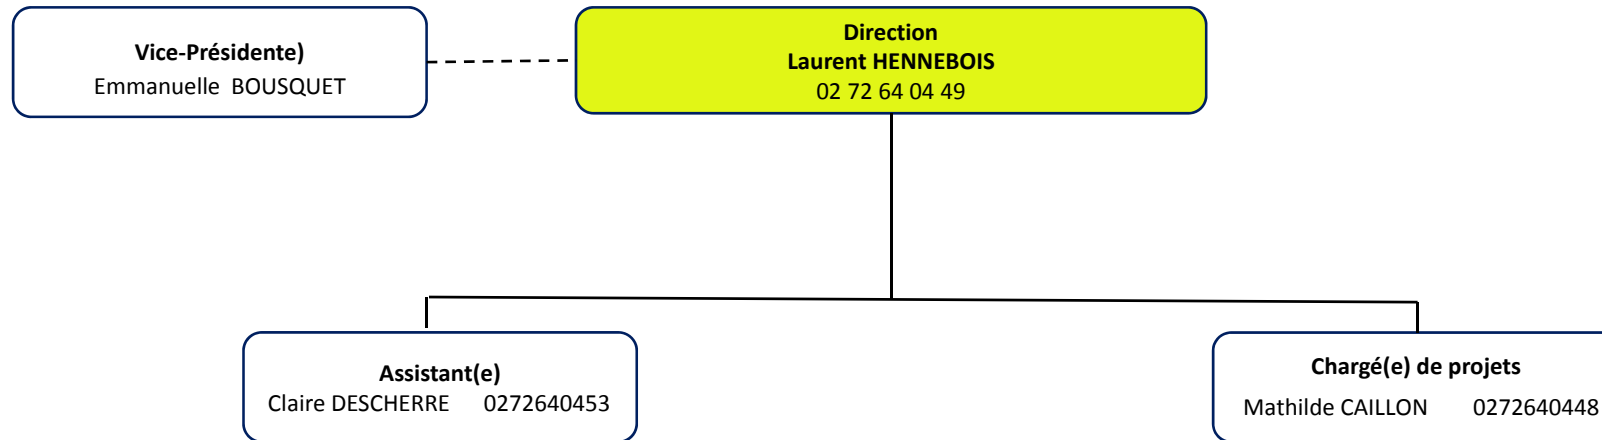 Vice-Présidente)
Emmanuelle BOUSQUET
Direction
Laurent HENNEBOIS
02 72 64 04 49
Assistant(e)
Claire DESCHERRE 0272640453
Chargé(e) de projets
Mathilde CAILLON 0272640448